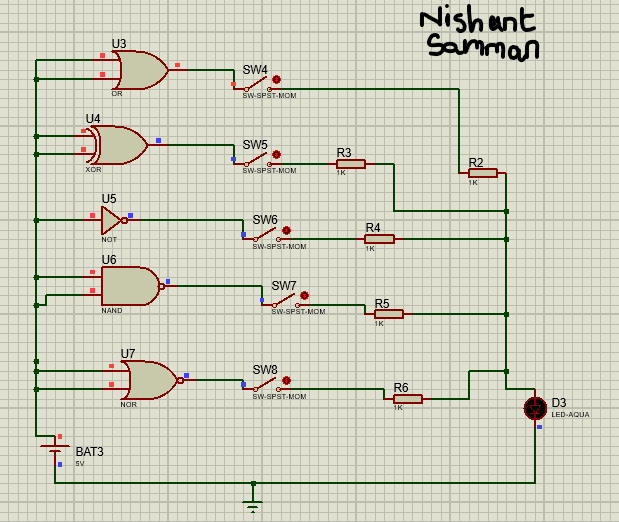 Nishant
Samman
U3
OR
SW4
SW-SPST-MOM
U4
XOR
SW5
SW-SPST-MOM
R3
1K
R2
1K
U5
NOT
SW6
SW-SPST-MOM
R4
1K
U6
NAND
SW7
SW-SPST-MOM
R5
1K
U7
NOR
SW8
SW-SPST-MOM
R6
1K
D3
LED-AQUA
BAT3
5V